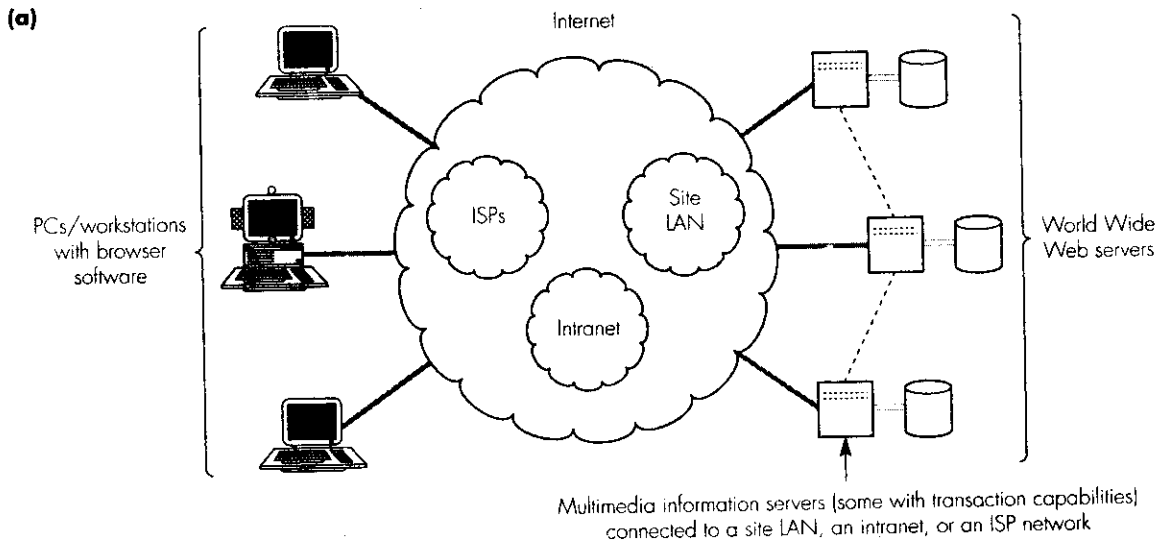 (a)
Internet
PCs/workstations
with browser
software
ISPs
Site
LAN
Intranet
World Wide
Web servers
Multimedia information servers (some with transaction capabilities)
connected to a site LAN, an intranet, or an ISP network